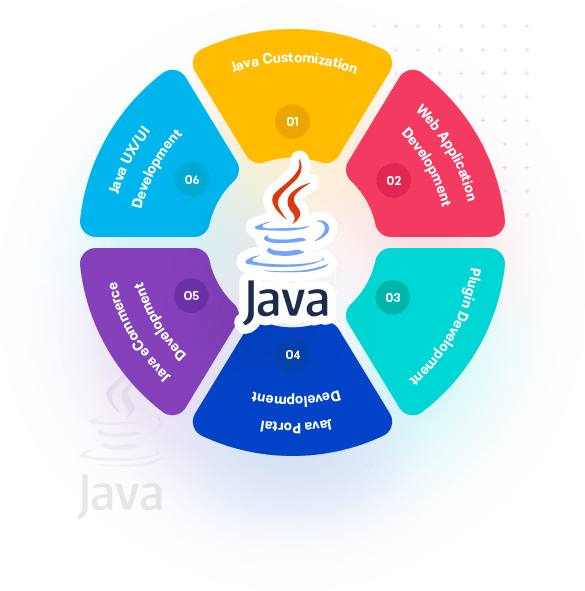 Java Customization
01
Web Application
Development
02
Plugin Development
03
04
Java Portal
Development
05
Java eCommerce
Development
Java UX/UI
Development
06
Java
Java